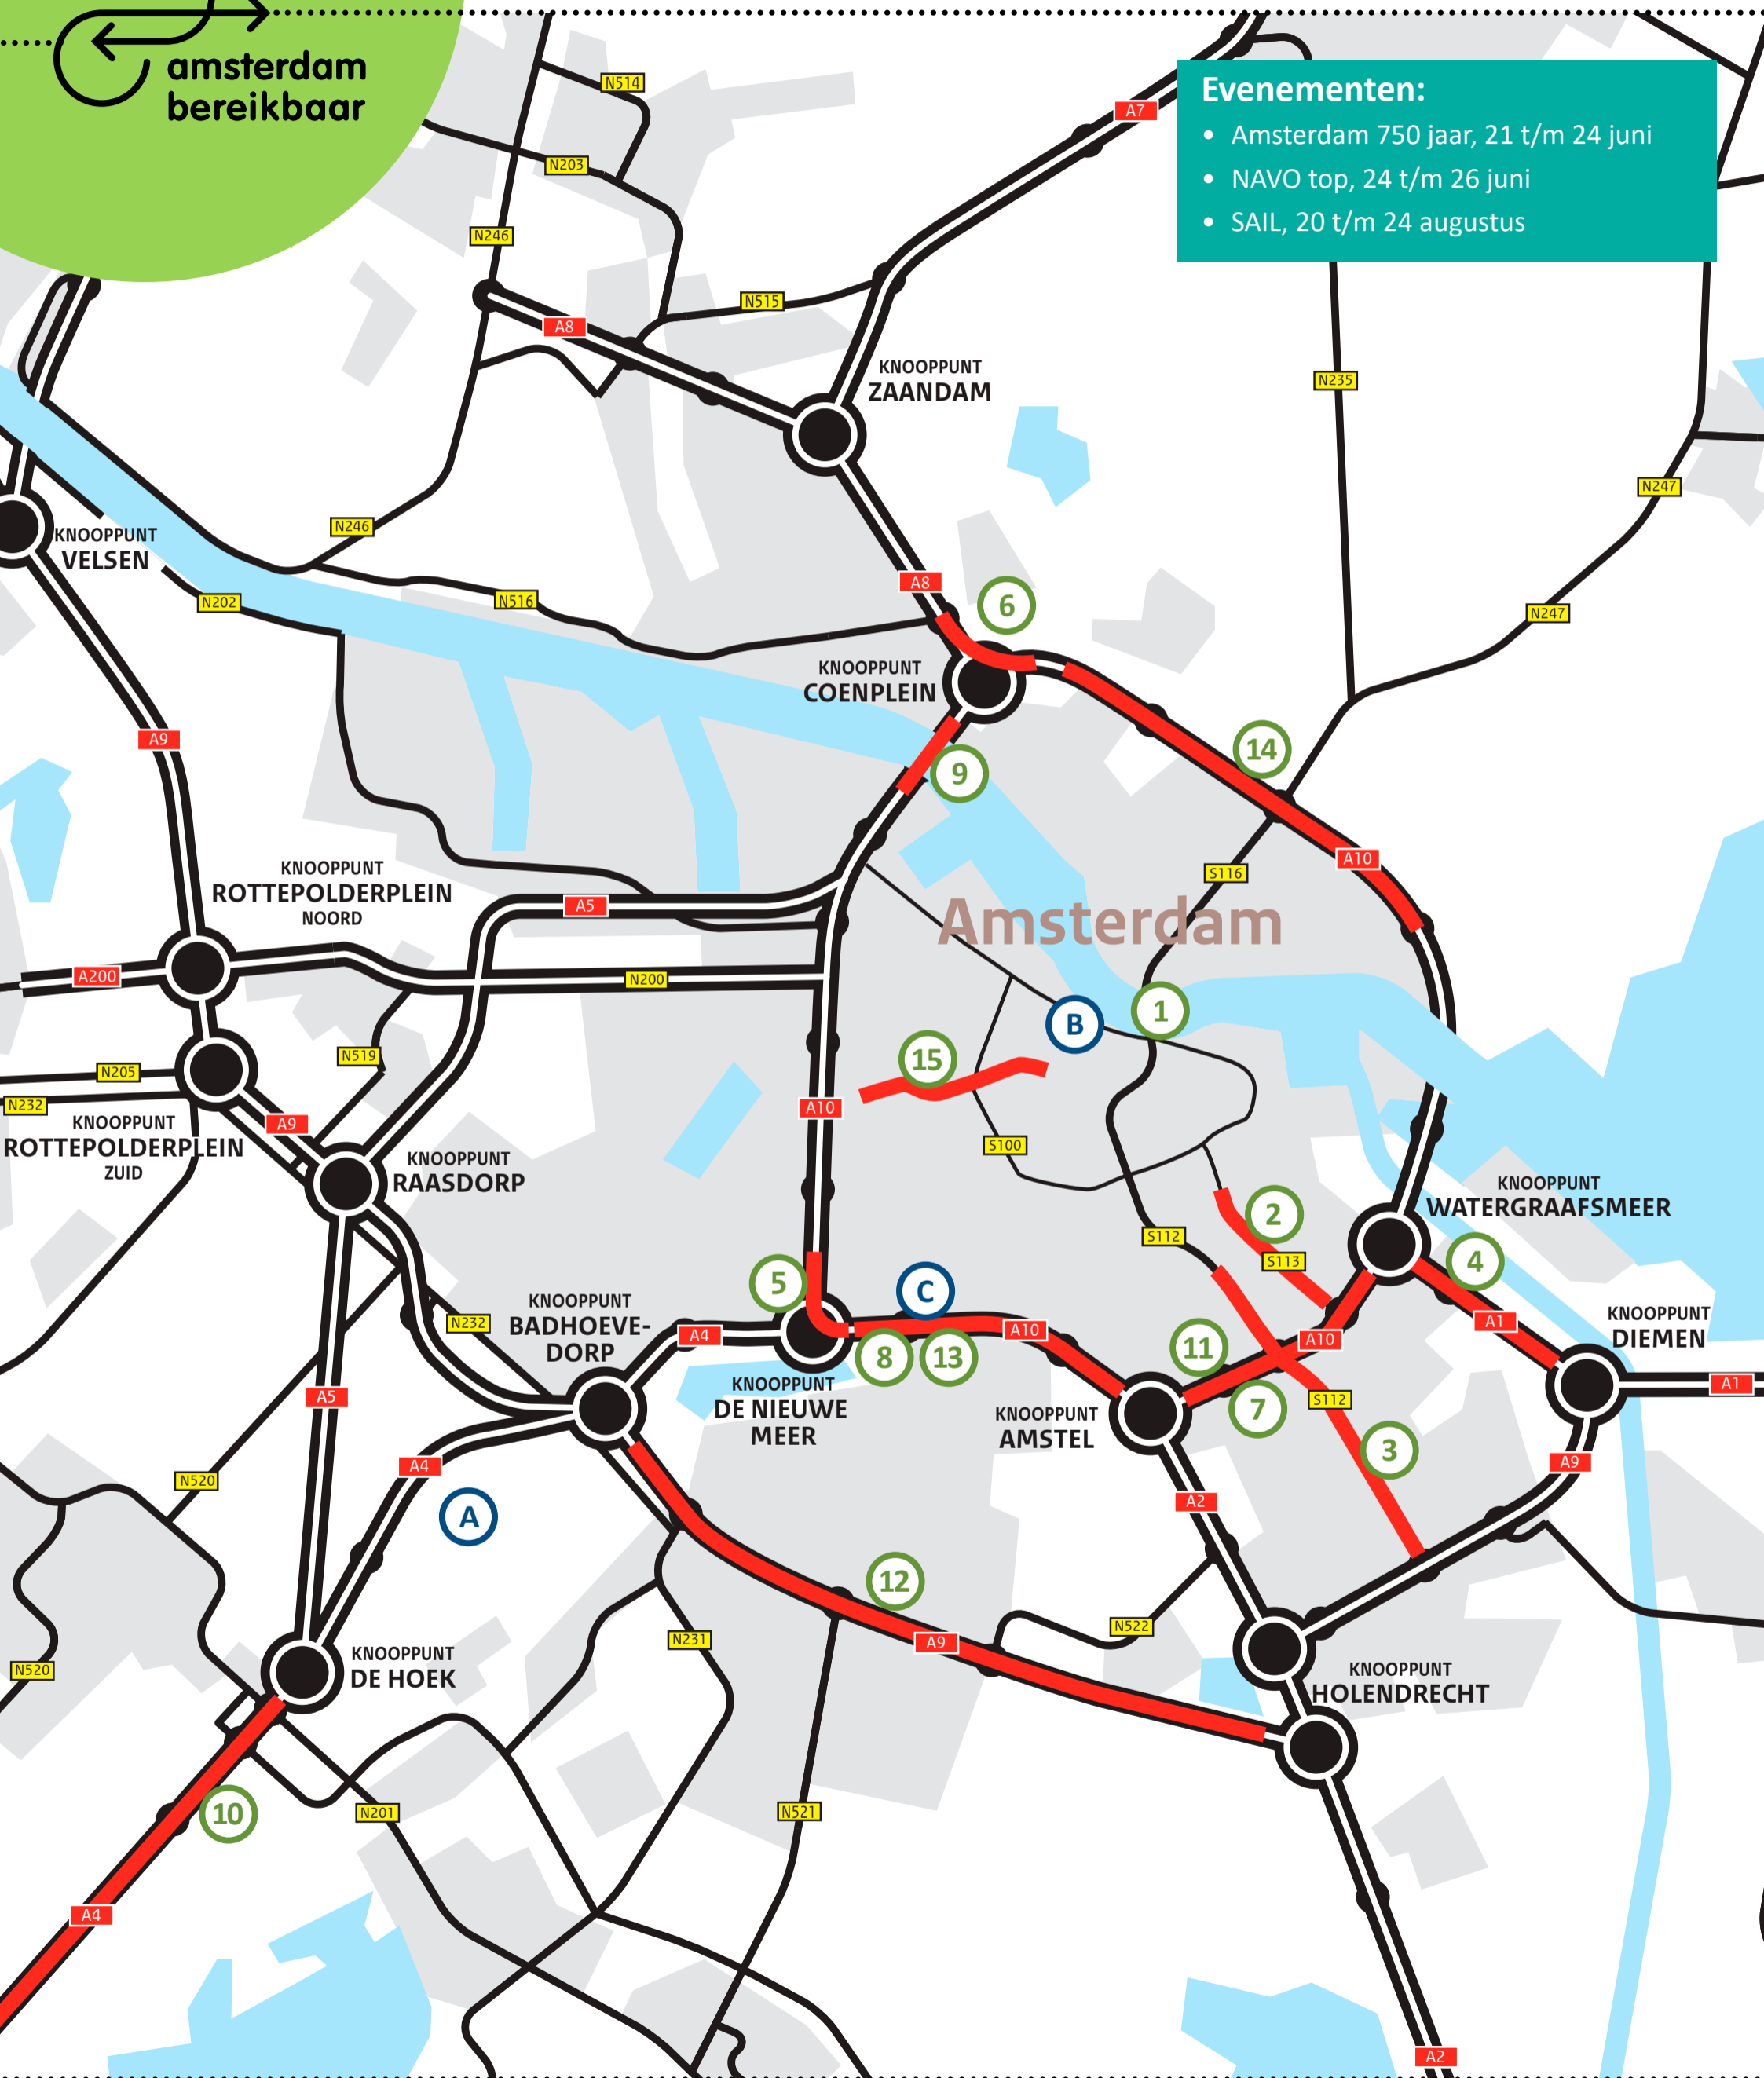 amsterdam
bereikbaar
Evenementen:
• Amsterdam 750 jaar, 21 t/m 24 juni
• NAVO top, 24 t/m 26 juni
• SAIL, 20 t/m 24 augustus
N514
A7
N203
N246
N515
A8
KNOOPPUNT
ZAANDAM
N235
N247
N246
KNOOPPUNT
VELSEN
A8
N202
N516
6
N247
KNOOPPUNT
COENPLEIN
A9
14
9
A10
KNOOPPUNT
ROTTEPOLDERPLEIN
NOORD
S116
A5
Amsterdam
A200
N200
B
1
N519
15
N205
N232
A10
A9
KNOOPPUNT
ROTTEPOLDERPLEIN
ZUID
S100
KNOOPPUNT
RAASDORP
KNOOPPUNT
WATERGRAAFSMEER
2
S112
S113
4
5
C
KNOOPPUNT
BADHOEVE-
DORP
N232
A4
A10
A10
A1
KNOOPPUNT
DIEMEN
11
8
13
A1
KNOOPPUNT
DE NIEUWE
MEER
A5
S112
7
KNOOPPUNT
AMSTEL
3
A4
A9
N520
A
A2
12
N522
N231
A9
KNOOPPUNT
DE HOEK
N520
KNOOPPUNT
HOLENDRECHT
10
N201
N521
A4
A2